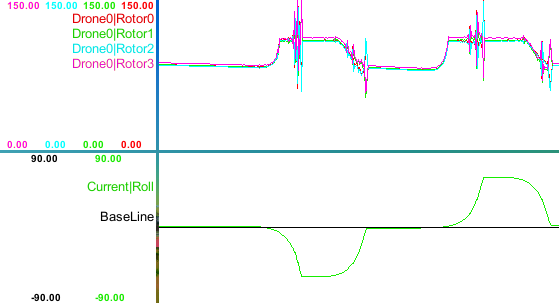 150.00 150.00 150.00 150.00
Drone0|Rotor0
Drone0|Rotor1
Drone0|Rotor2
Drone0|Rotor3
0.00 0.00 0.00 0.00
90.00 90.00
Current|Roll
BaseLine
-90.00 -90.00